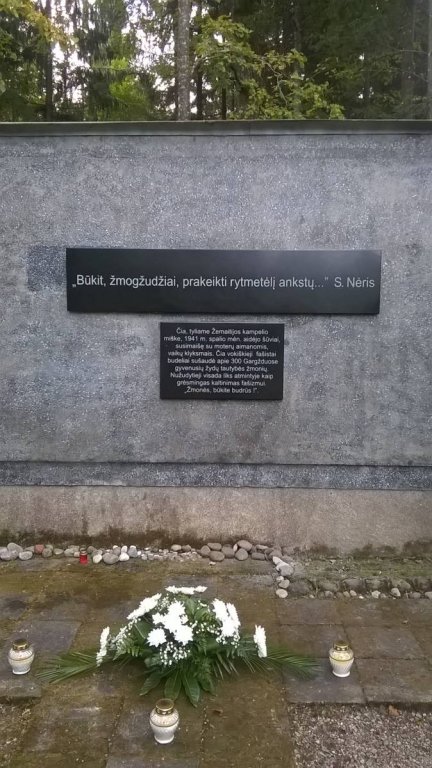 „Būkit, žmogžudžiai, prakeikti rytmetėlį ankstų...” S. Nėris
Čia, tyliame Žemaitijos kampelio
miške, 1941 m. spalio mėn. aidėjo šūviai,
susimaišę su moterų aimanomis,
vaikų klyksmais. Čia vokiškieji fašistai
budeliai sušaudė apie 300 Gargžduose
gyvenusių žydų tautybės žmonių.
Nužudytieji visada liks atmintyje kaip
grėsmingas kaltinimas fašizmui.
„Žmonės, būkite budrūs !”.